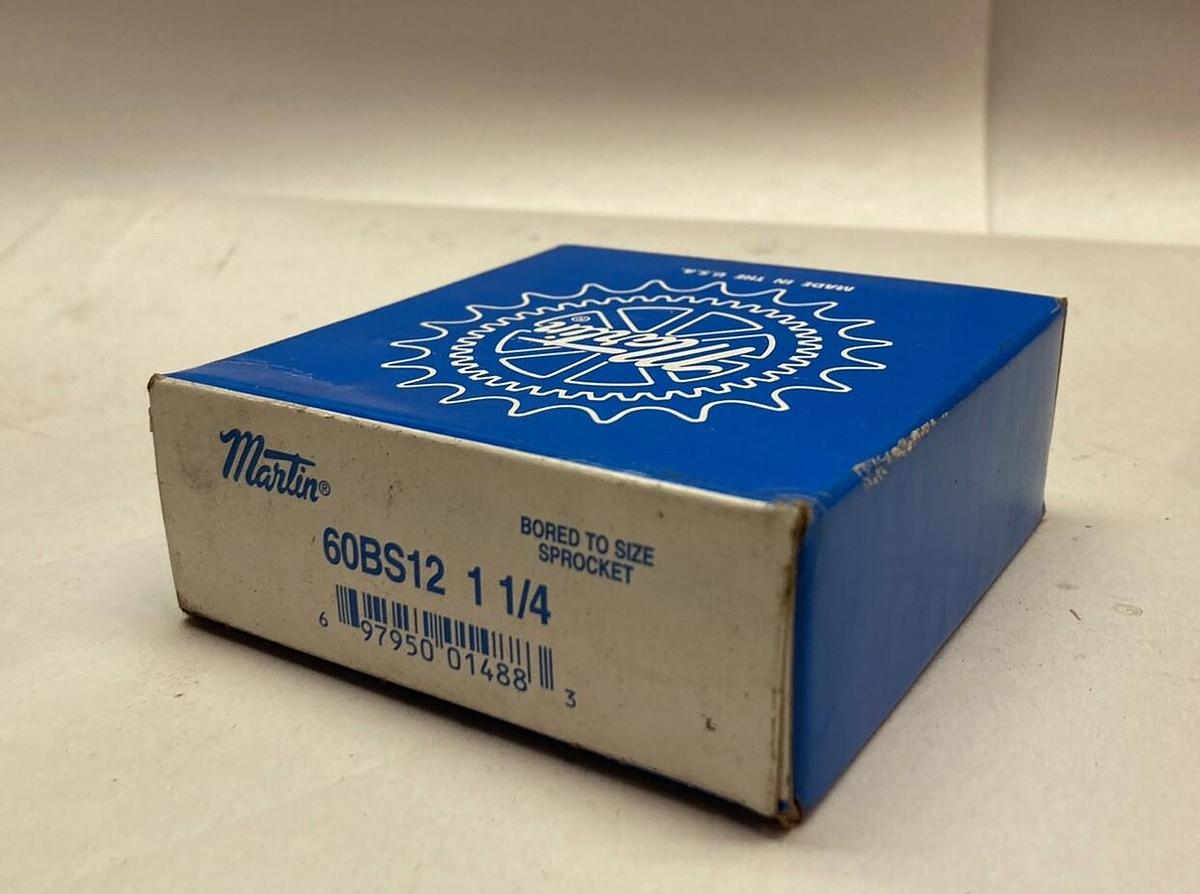 MADE IN THE U.S.A.
Martin®
Martin®
BORED TO SIZE
SPROCKET
60BS12 1 1/4
6 97950 01488 3